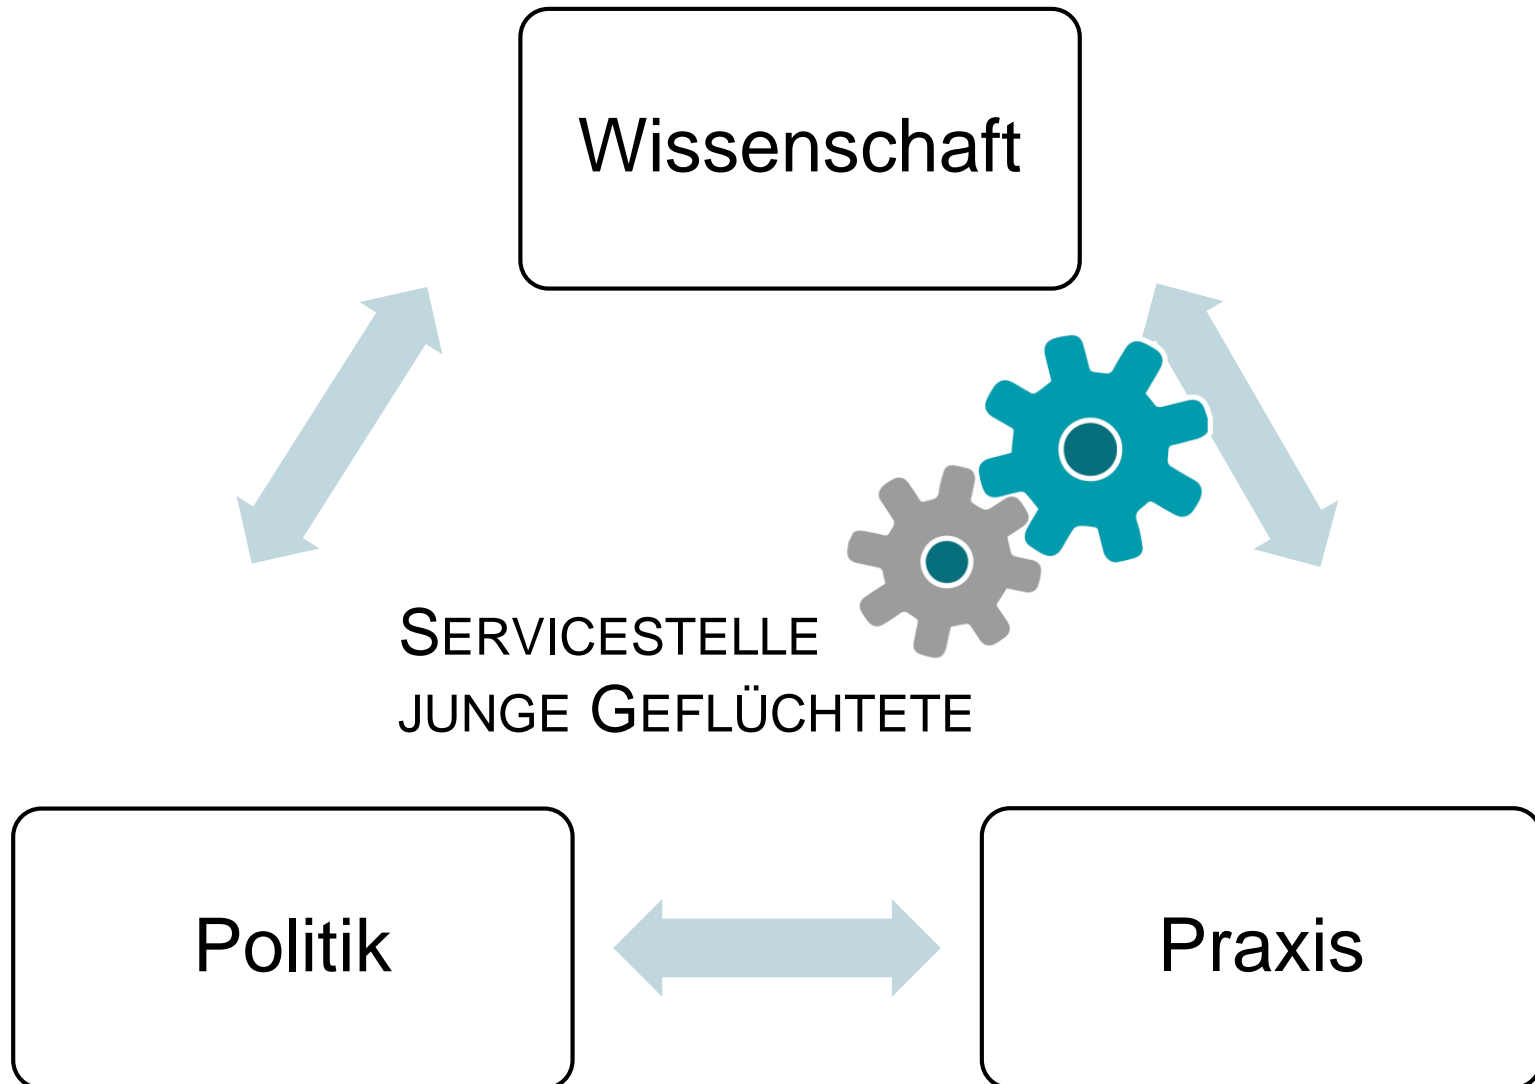 Wissenschaft
SERVICESTELLE
JUNGE GEFLÜCHTETE
Politik
Praxis